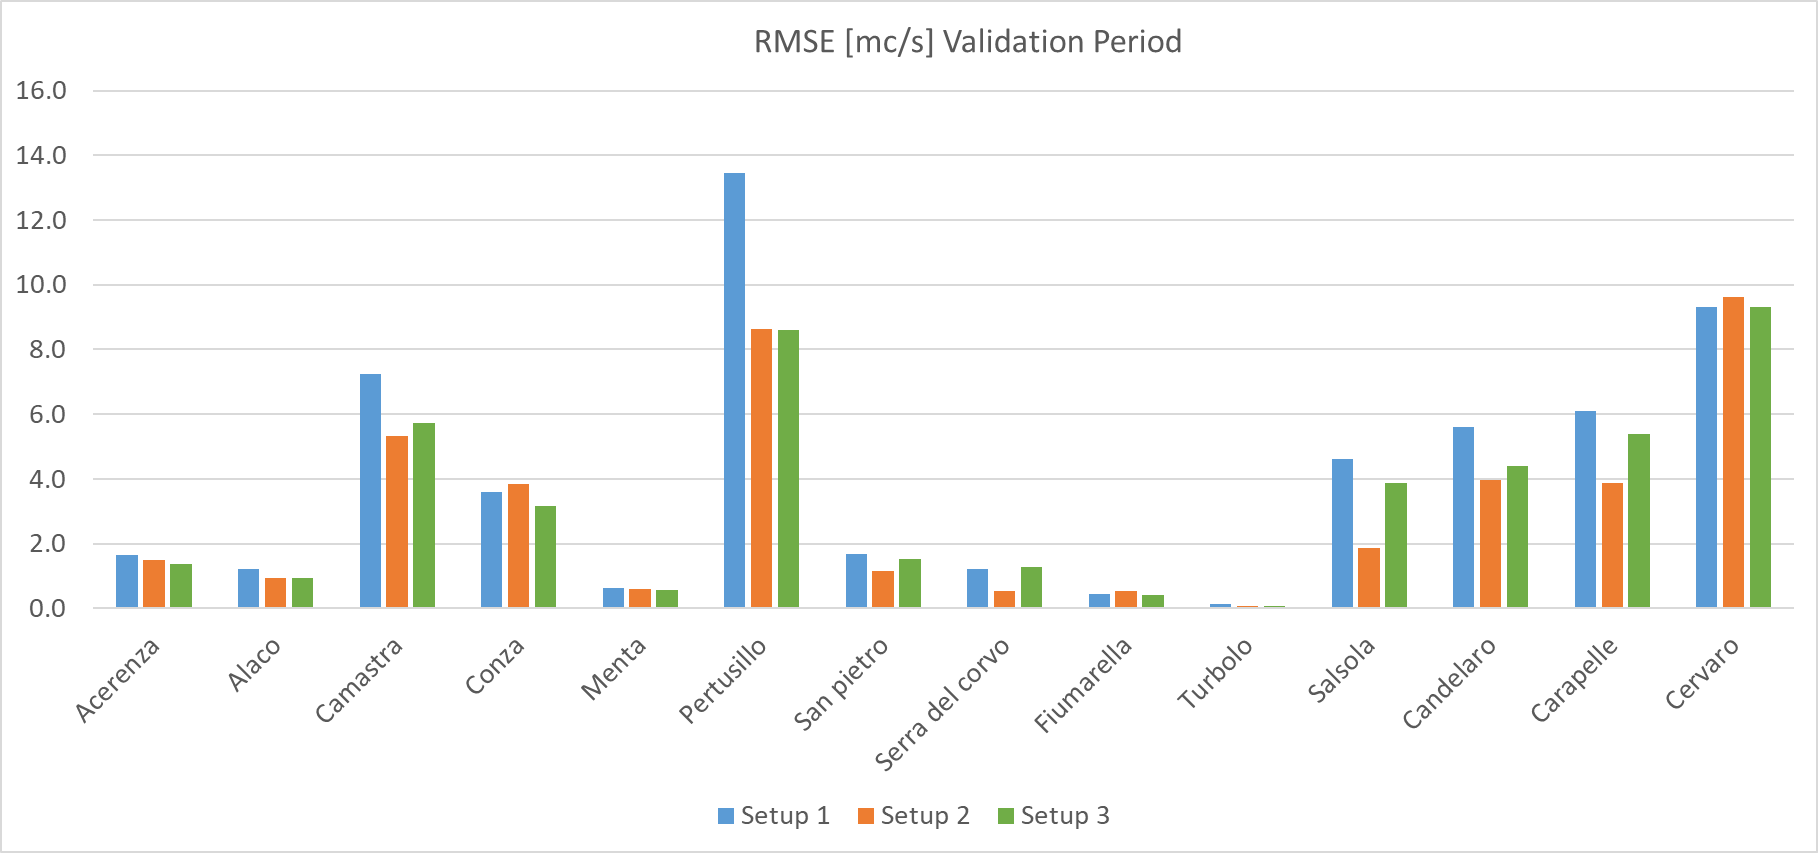 RMSE [mc/s] Validation Period
16.0
14.0
12.0
10.0
8.0
6.0
4.0
2.0
0.0
Acerenza
Alaco
Camastra
Conza
Menta
Pertusillo
San pietro
Serra del corvo
Fiumarella
Turbolo
Salsola
Candelaro
Carapelle
Cervaro
Setup 1 Setup 2 Setup 3